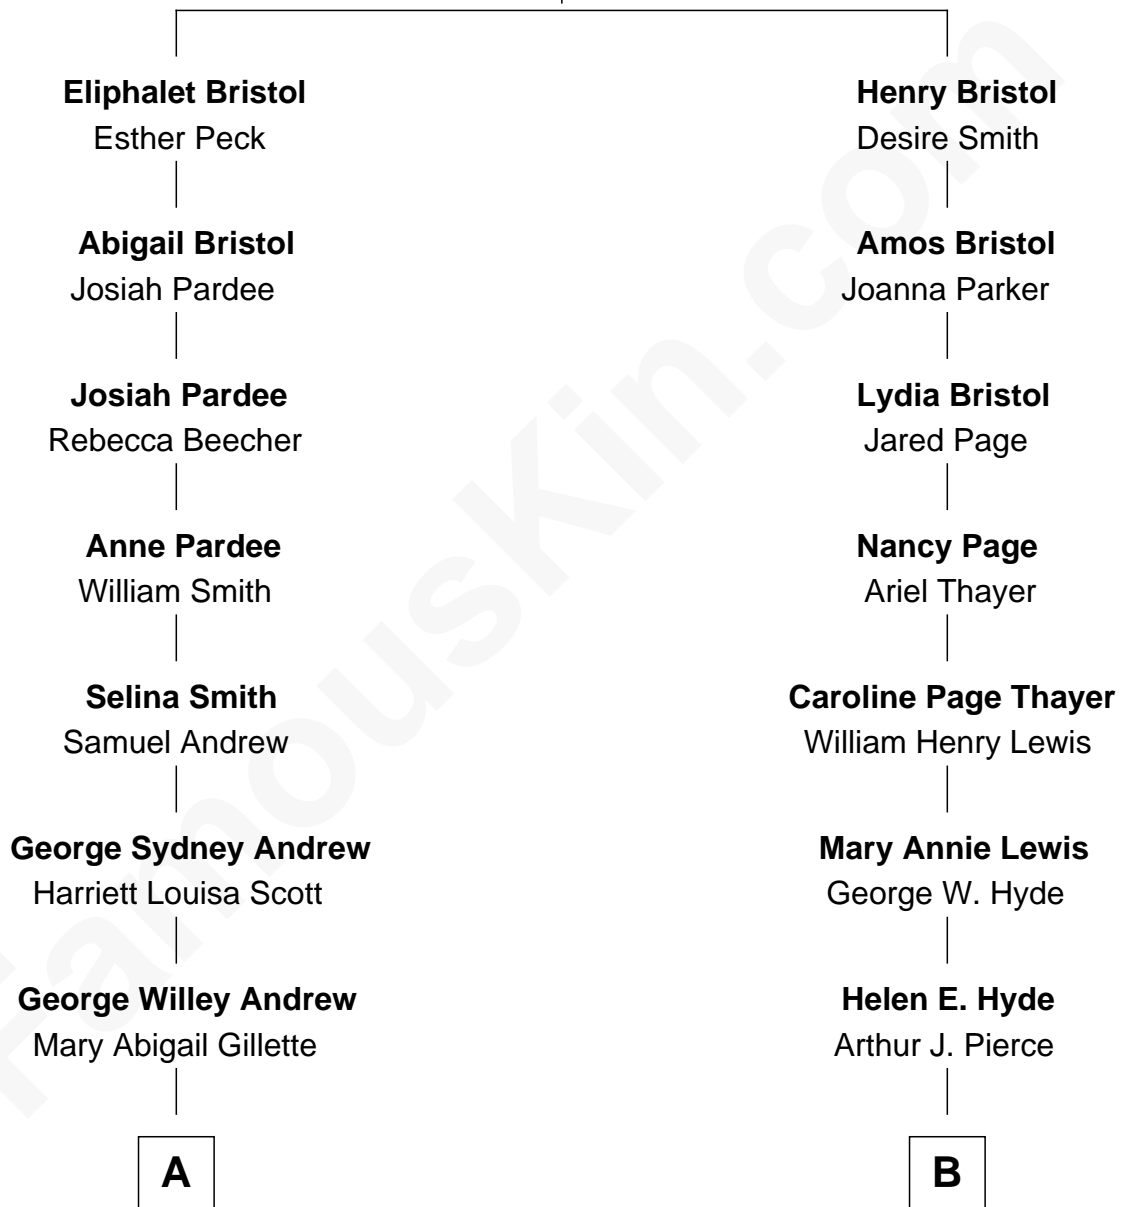 Eliphalet Bristol
Esther Peck
Henry Bristol
Desire Smith
Abigail Bristol
Josiah Pardee
Amos Bristol
Joanna Parker
Josiah Pardee
Rebecca Beecher
Lydia Bristol
Jared Page
Anne Pardee
William Smith
Nancy Page
Ariel Thayer
Selina Smith
Samuel Andrew
Caroline Page Thayer
William Henry Lewis
George Sydney Andrew
Harriett Louisa Scott
Mary Annie Lewis
George W. Hyde
George Willey Andrew
Mary Abigail Gillette
Helen E. Hyde
Arthur J. Pierce
A
B
FamousKin.com